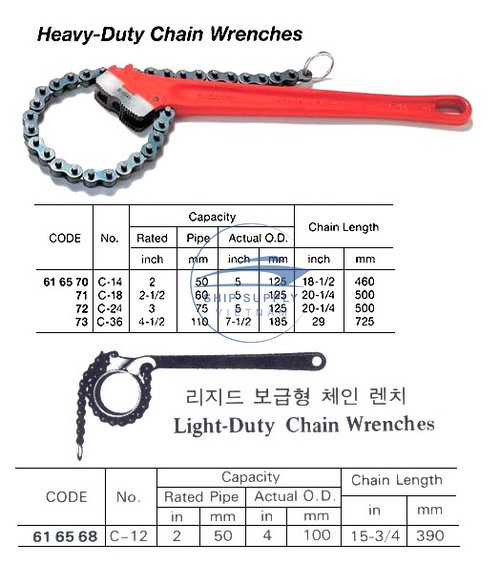 Heavy-Duty Chain Wrenches
CODE No. Capacity Chain Length
Rated Pipe Actual O.D.
inch mm inch mm inch mm
61 65 70 C-14 2 50 5 125 18-1/2 460
71 C-18 2-1/2 60 5 125 20-1/4 500
72 C-24 3 75 5 125 20-1/4 500
73 C-36 4-1/2 110 7-1/2 185 29 725
SHIP SUPPLY
VIETNAM
리지드 보급형 체인 렌치
Light-Duty Chain Wrenches
CODE No. Capacity Chain Length
Rated Pipe Actual O.D.
in mm in mm in mm
61 65 68 C-12 2 50 4 100 15-3/4 390